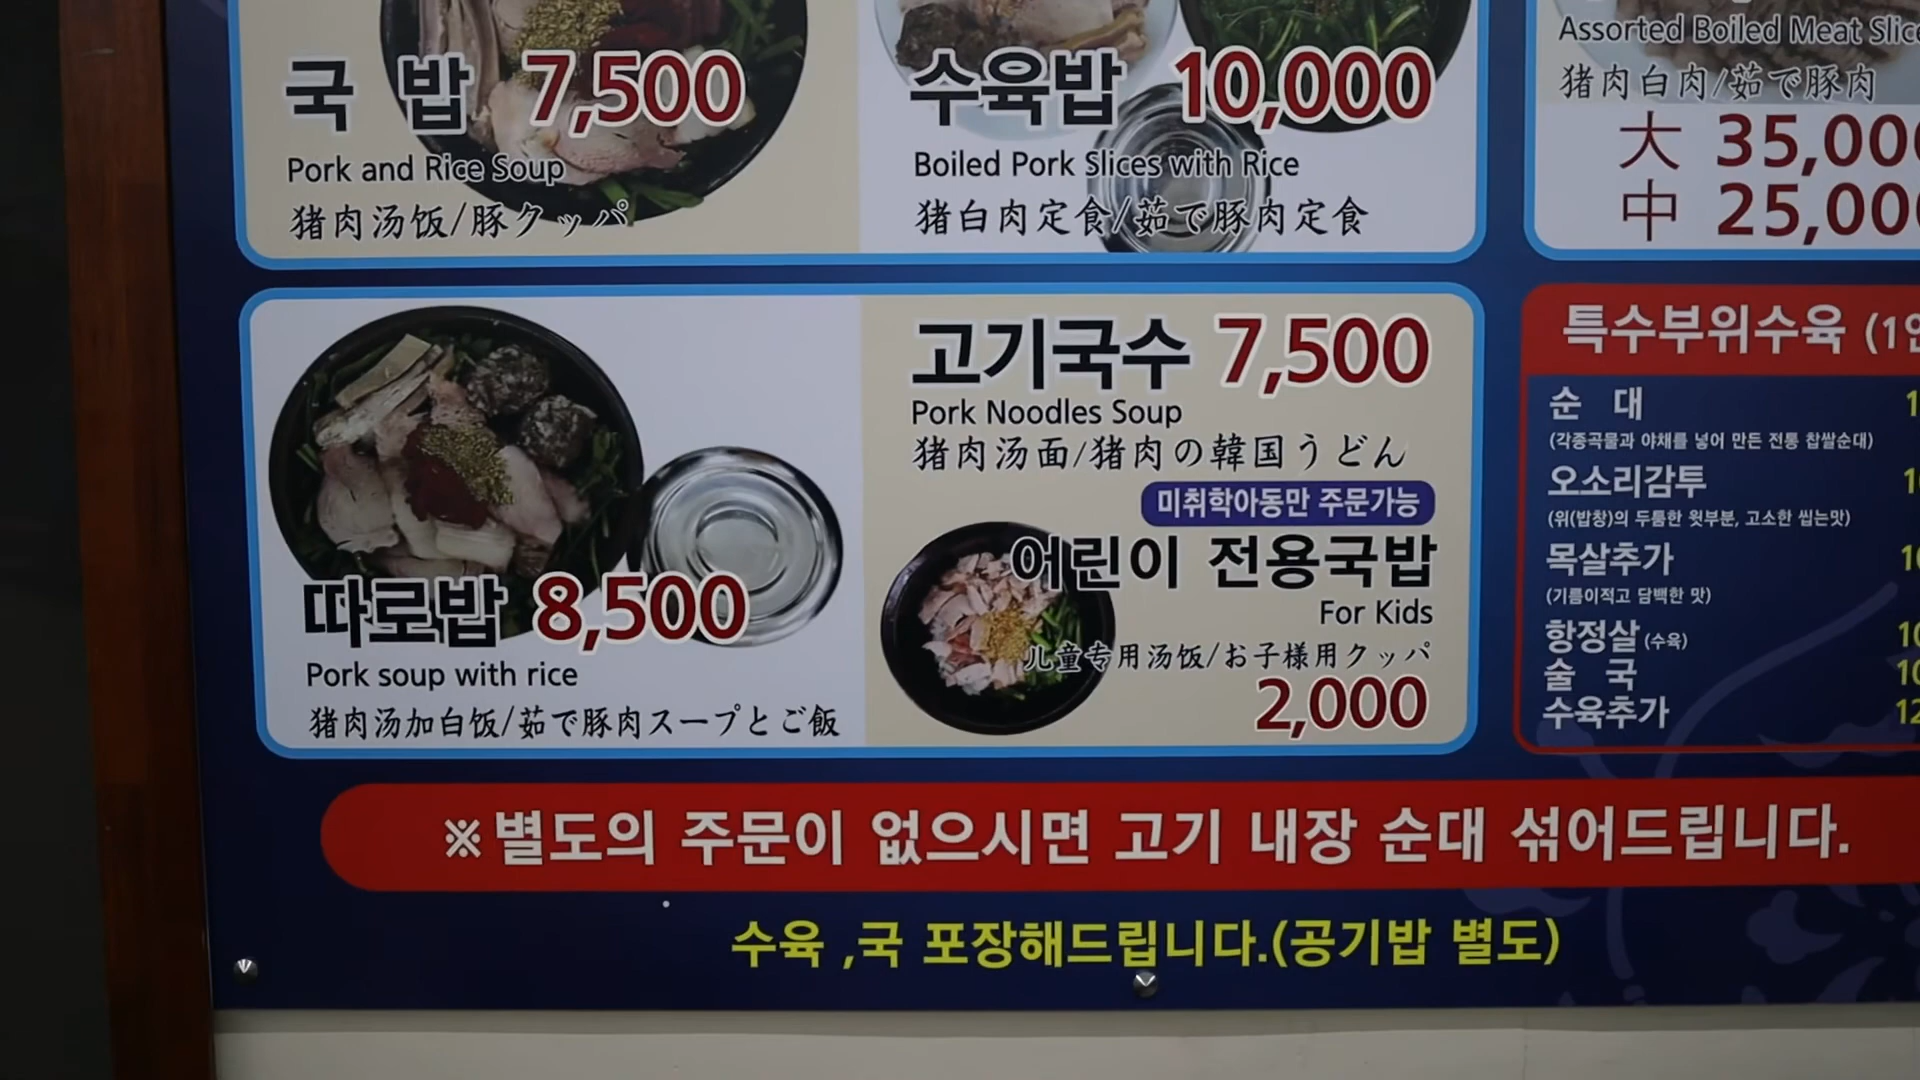 국 밥 7,500
Pork and Rice Soup
猪肉汤饭/豚クッパ
수육밥 10,000
Boiled Pork Slices with Rice
猪白肉定食/茹で豚肉定食
Assorted Boiled Meat Slice
猪肉白肉/茹で豚肉
大 35,000
中 25,000
따로밥 8,500
Pork soup with rice
猪肉汤加白饭/茹で豚肉スープとご飯
고기국수 7,500
Pork Noodles Soup
猪肉汤面/猪肉の韓国うどん
미취학아동만 주문가능
어린이 전용국밥
For Kids
儿童专用汤饭/お子様用クッパ
2,000
특수부위수육 (1인
순 대
(각종곡물과 야채를 넣어 만든 전통 찹쌀순대)
오소리감투
(위(밥창)의 두툼한 윗부분, 고소한 씹는맛)
목살추가
(기름이적고 담백한 맛)
항정살 (수육)
술 국
수육추가
※별도의 주문이 없으시면 고기 내장 순대 섞어드립니다.
수육 ,국 포장해드립니다.(공기밥 별도)